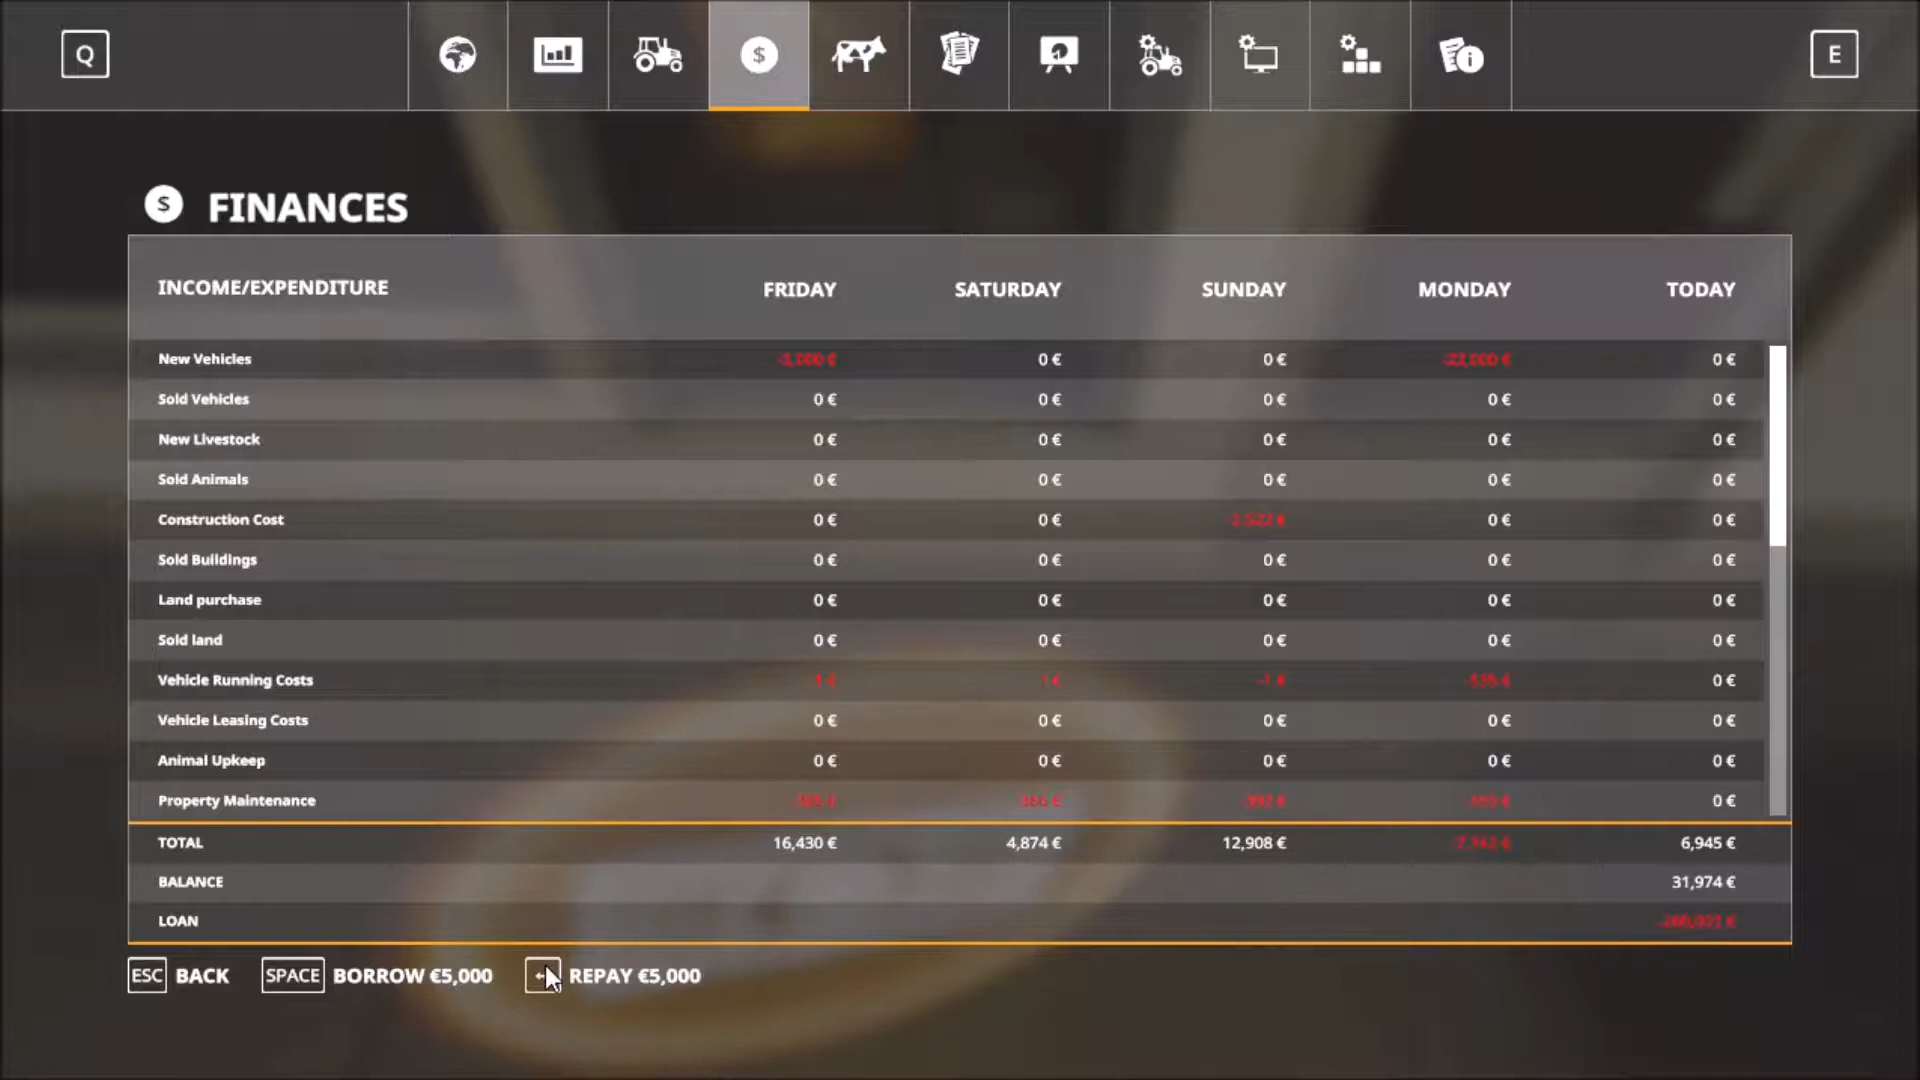 Q E
FINANCES
INCOME/EXPENDITURE FRIDAY SATURDAY SUNDAY MONDAY TODAY
New Vehicles 0 € 0 € -22,000 € 0 €
Sold Vehicles 0 € 0 € 0 € 0 € 0 €
New Livestock 0 € 0 € 0 € 0 € 0 €
Sold Animals 0 € 0 € 0 € 0 € 0 €
Construction Cost 0 € 0 € 0 € 0 €
Sold Buildings 0 € 0 € 0 € 0 € 0 €
Land purchase 0 € 0 € 0 € 0 € 0 €
Sold land 0 € 0 € 0 € 0 € 0 €
Vehicle Running Costs -1 € 0 €
Vehicle Leasing Costs 0 € 0 € 0 € 0 € 0 €
Animal Upkeep 0 € 0 € 0 € 0 € 0 €
Property Maintenance 0 €
TOTAL 16,430 € 4,874 € 12,908 € 6,945 €
BALANCE 31,974 €
LOAN
ESC BACK SPACE BORROW €5,000 REPAY €5,000